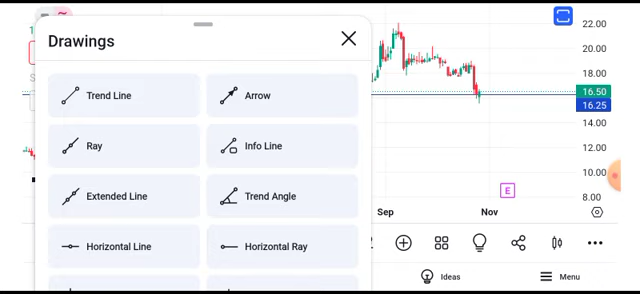 Drawings
Trend Line
Arrow
Ray
Info Line
Extended Line
Trend Angle
Horizontal Line
Horizontal Ray
22.00
20.00
18.00
16.50
16.25
14.00
12.00
10.00
8.00
E
Sep
Nov
Ideas
Menu